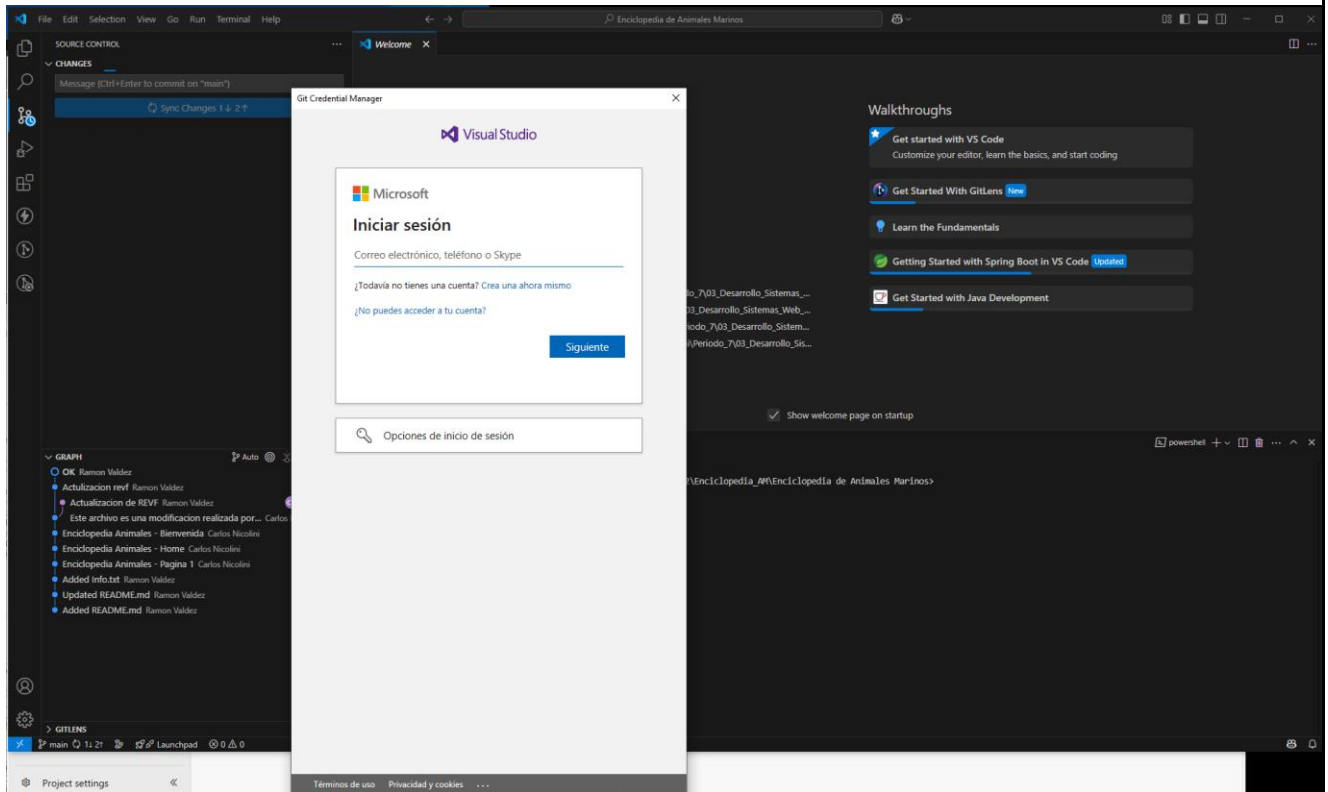 File Edit Selection View Go Run Terminal Help
Enciclopedia de Animales Marinos
SOURCE CONTROL
Welcome
CHANGES
Message (Ctrl+Enter to commit on "main")
Sync Changes 1↓ 2↑
Git Credential Manager
Visual Studio
Microsoft
Iniciar sesión
Correo electrónico, teléfono o Skype
¿Todavía no tienes una cuenta? Crea una ahora mismo
¿No puedes acceder a tu cuenta?
Siguiente
Opciones de inicio de sesión
Términos de uso Privacidad y cookies ...
Walkthroughs
Get started with VS Code
Customize your editor, learn the basics, and start coding
Get Started With GitLens New
Learn the Fundamentals
Getting Started with Spring Boot in VS Code Updated
Get Started with Java Development
lo_7\03_Desarrollo_Sistemas_...
03_Desarrollo_Sistemas_Web_...
iodo_7\03_Desarrollo_Sistem...
\Periodo_7\03_Desarrollo_Sis...
Show welcome page on startup
powershell
\Enciclopedia_AM\Enciclopedia de Animales Marinos>
GRAPH Auto
OK Ramon Valdez
Actulizacion revf Ramon Valdez
Actualizacion de REVF Ramon Valdez
Este archivo es una modificacion realizada por... Carlos
Enciclopedia Animales - Bienvenida Carlos Nicolini
Enciclopedia Animales - Home Carlos Nicolini
Enciclopedia Animales - Pagina 1 Carlos Nicolini
Added Info.txt Ramon Valdez
Updated README.md Ramon Valdez
Added README.md Ramon Valdez
GITLENS
main 1↓ 2↑ Launchpad 0 0
Project settings